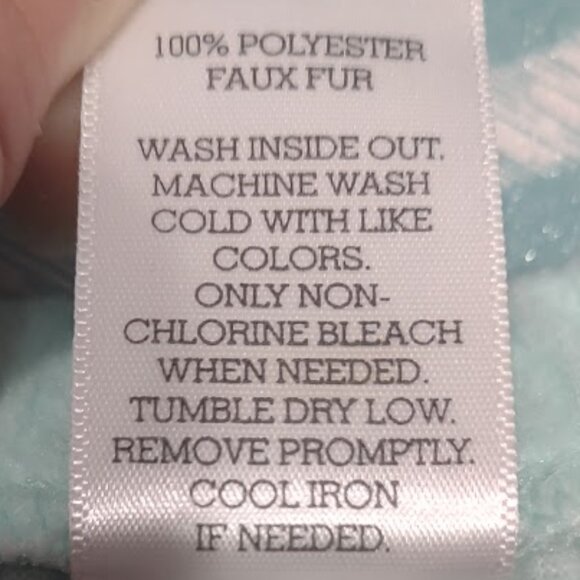 100% POLYESTER
FAUX FUR
WASH INSIDE OUT.
MACHINE WASH
COLD WITH LIKE
COLORS.
ONLY NON-
CHLORINE BLEACH
WHEN NEEDED.
TUMBLE DRY LOW.
REMOVE PROMPTLY.
COOL IRON
IF NEEDED.